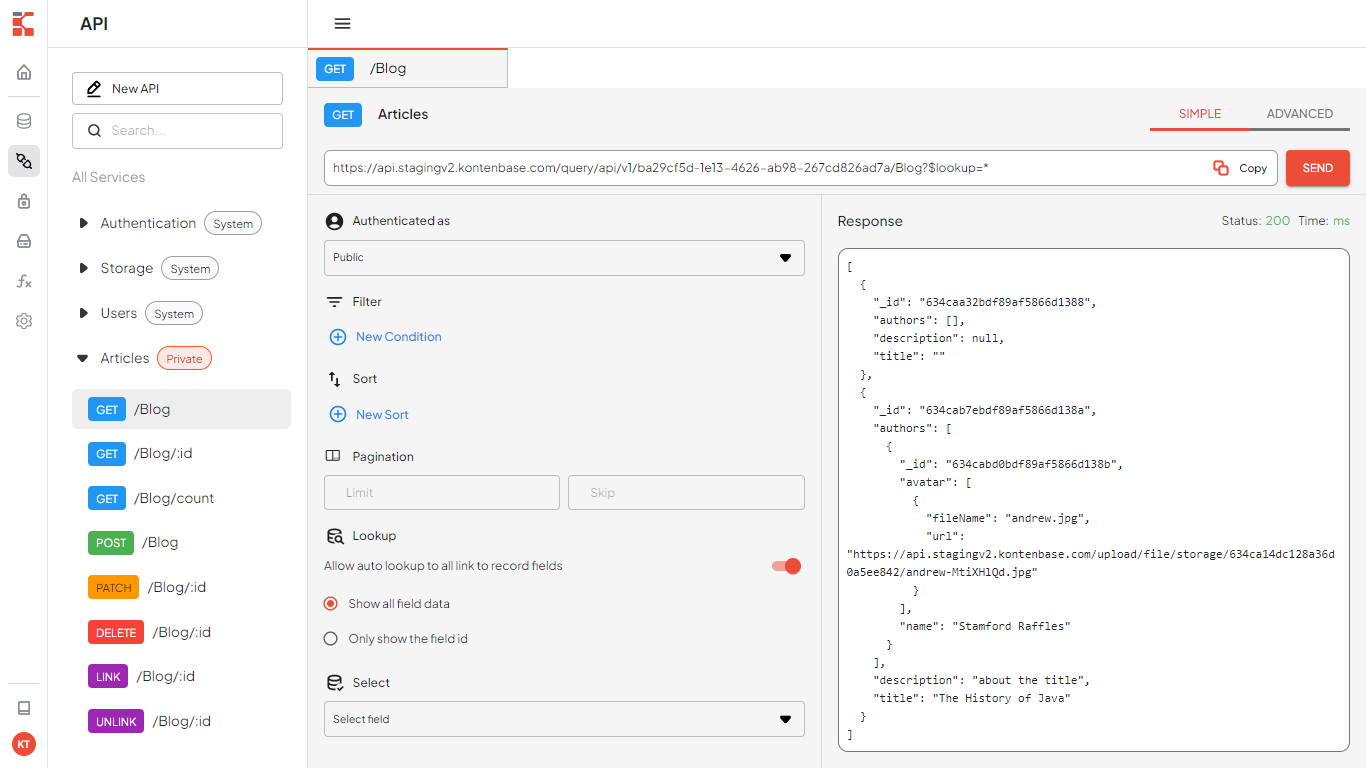 API
New API
Search...
All Services
Authentication System
Storage System
Users System
Articles Private
GET /Blog
GET /Blog/:id
GET /Blog/count
POST /Blog
PATCH /Blog/:id
DELETE /Blog/:id
LINK /Blog/:id
UNLINK /Blog/:id
KT
GET /Blog
GET Articles
SIMPLE ADVANCED
https://api.stagingv2.kontenbase.com/query/api/v1/ba29cf5d-1e13-4626-ab98-267cd826ad7a/Blog?$lookup=* Copy SEND
Authenticated as
Public
Filter
New Condition
Sort
New Sort
Pagination
Limit Skip
Lookup
Allow auto lookup to all link to record fields
Show all field data
Only show the field id
Select
Select field
Response Status: 200 Time: ms
[
  {
    "_id": "634caa32bdf89af5866d1388",
    "authors": [],
    "description": null,
    "title": ""
  },
  {
    "_id": "634cab7ebdf89af5866d138a",
    "authors": [
      {
        "_id": "634cabd0bdf89af5866d138b",
        "avatar": [
          {
            "fileName": "andrew.jpg",
            "url":
"https://api.stagingv2.kontenbase.com/upload/file/storage/634ca14dc128a36d
0a5ee842/andrew-MtiXHlQd.jpg"
          }
        ],
        "name": "Stamford Raffles"
      }
    ],
    "description": "about the title",
    "title": "The History of Java"
  }
]